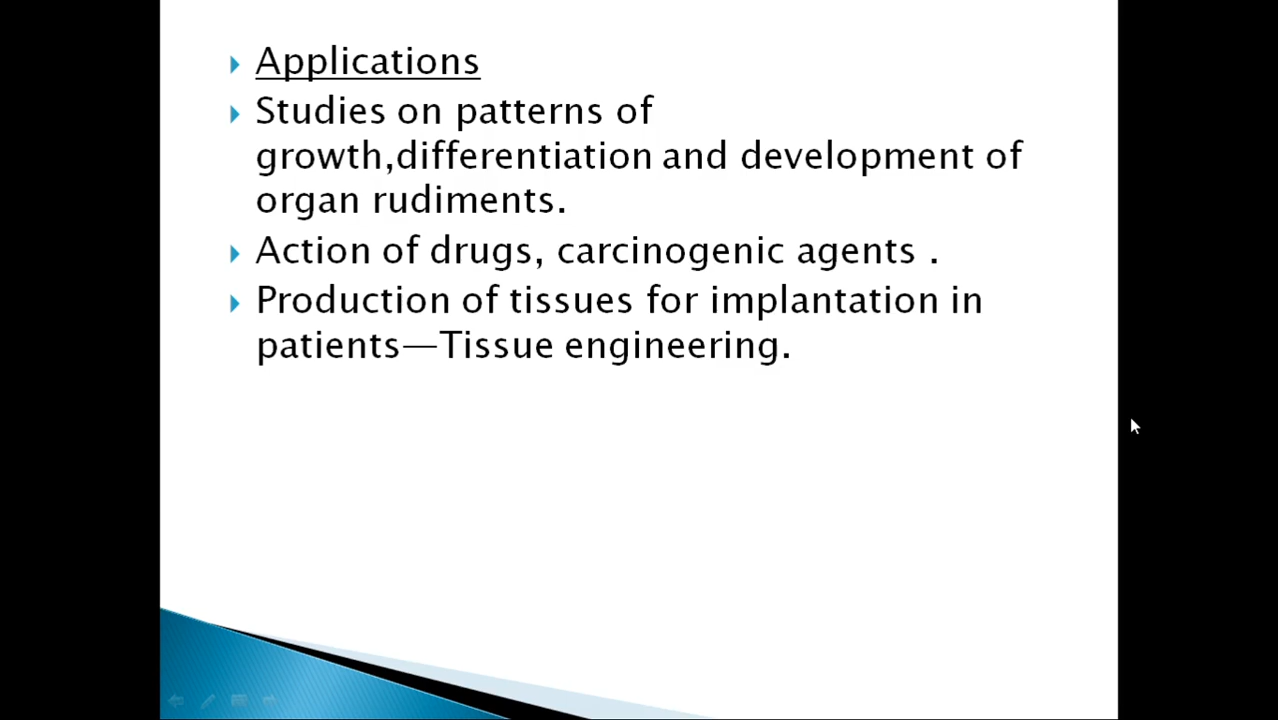 Applications
Studies on patterns of
growth,differentiation and development of
organ rudiments.
Action of drugs, carcinogenic agents .
Production of tissues for implantation in
patients—Tissue engineering.